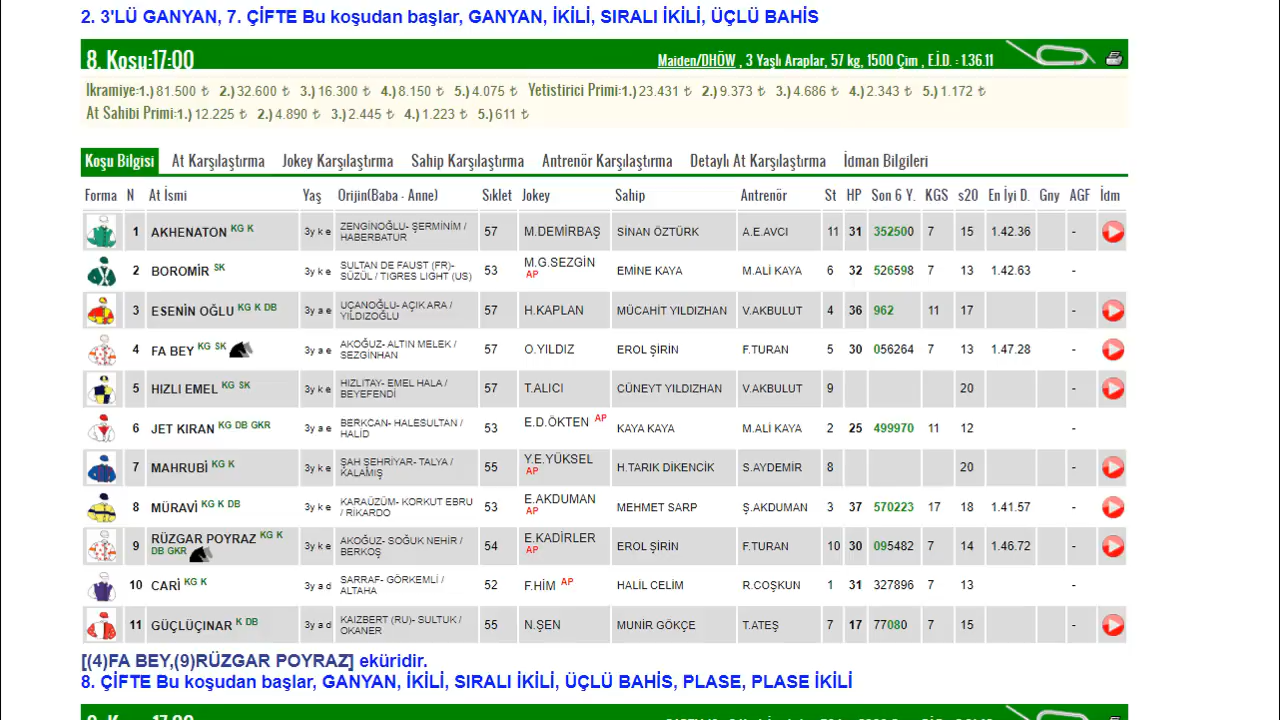 2. 3'LÜ GANYAN, 7. ÇİFTE Bu koşudan başlar, GANYAN, İKİLİ, SIRALI İKİLİ, ÜÇLÜ BAHİS
8. Koşu:17:00 Maiden/DHÖW , 3 Yaşlı Araplar, 57 kg, 1500 Çim , E.İ.D. : 1.36.11
Ikramiye:1.) 81.500 ₺ 2.) 32.600 ₺ 3.) 16.300 ₺ 4.) 8.150 ₺ 5.) 4.075 ₺ Yetistirici Primi:1.) 23.431 ₺ 2.) 9.373 ₺ 3.) 4.686 ₺ 4.) 2.343 ₺ 5.) 1.172 ₺
At Sahibi Primi:1.) 12.225 ₺ 2.) 4.890 ₺ 3.) 2.445 ₺ 4.) 1.223 ₺ 5.) 611 ₺
Koşu Bilgisi At Karşılaştırma Jokey Karşılaştırma Sahip Karşılaştırma Antrenör Karşılaştırma Detaylı At Karşılaştırma İdman Bilgileri
Forma N At İsmi Yaş Orijin(Baba - Anne) Sıklet Jokey Sahip Antrenör St HP Son 6 Y. KGS s20 En İyi D. Gny AGF İdm
1 AKHENATON KG K 3y k e ZENGİNOĞLU- ŞERMİNİM / HABERBATUR 57 M.DEMİRBAŞ SİNAN ÖZTÜRK A.E.AVCI 11 31 352500 7 15 1.42.36 -
2 BOROMİR SK 3y k e SULTAN DE FAUST (FR)- SÜZÜL / TIGRES LIGHT (US) 53 M.G.SEZGİN AP EMİNE KAYA M.ALİ KAYA 6 32 526598 7 13 1.42.63 -
3 ESENİN OĞLU KG K DB 3y a e UÇANOĞLU- AÇIK ARA / YILDIZOĞLU 57 H.KAPLAN MÜCAHİT YILDIZHAN V.AKBULUT 4 36 962 11 17 -
4 FA BEY KG SK 3y a e AKOĞUZ- ALTIN MELEK / SEZGİNHAN 57 O.YILDIZ EROL ŞİRİN F.TURAN 5 30 056264 7 13 1.47.28 -
5 HIZLI EMEL KG SK 3y k e HIZLITAY- EMEL HALA / BEYEFENDİ 57 T.ALICI CÜNEYT YILDIZHAN V.AKBULUT 9 20 -
6 JET KIRAN KG DB GKR 3y a e BERKCAN- HALESULTAN / HALİD 53 E.D.ÖKTEN AP KAYA KAYA M.ALİ KAYA 2 25 499970 11 12 -
7 MAHRUBİ KG K 3y k e ŞAH ŞEHRİYAR- TALYA / KALAMIŞ 55 Y.E.YÜKSEL AP H.TARIK DİKENCİK S.AYDEMİR 8 20 -
8 MÜRAVİ KG K DB 3y k e KARAÜZÜM- KORKUT EBRU / RİKARDO 53 E.AKDUMAN AP MEHMET SARP Ş.AKDUMAN 3 37 570223 17 18 1.41.57 -
9 RÜZGAR POYRAZ KG K DB GKR 3y k e AKOĞUZ- SOĞUK NEHİR / BERKOŞ 54 E.KADİRLER AP EROL ŞİRİN F.TURAN 10 30 095482 7 14 1.46.72 -
10 CARİ KG K 3y a d SARRAF- GÖRKEMLİ / ALTAHA 52 F.HİM AP HALİL CELİM R.COŞKUN 1 31 327896 7 13 -
11 GÜÇLÜÇINAR K DB 3y a d KAIZBERT (RU)- SULTUK / OKANER 55 N.ŞEN MUNİR GÖKÇE T.ATEŞ 7 17 77080 7 15 -
[(4)FA BEY,(9)RÜZGAR POYRAZ] eküridir.
8. ÇİFTE Bu koşudan başlar, GANYAN, İKİLİ, SIRALI İKİLİ, ÜÇLÜ BAHİS, PLASE, PLASE İKİLİ